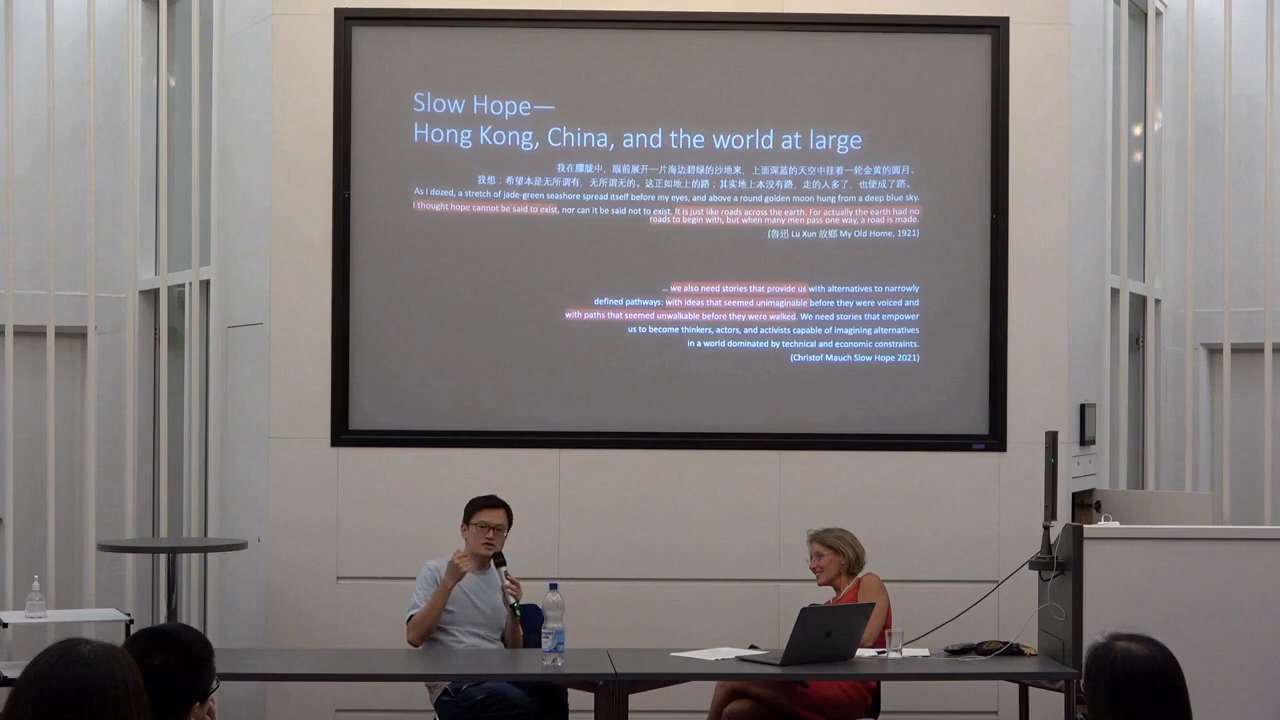 Slow Hope—
Hong Kong, China, and the world at large
我在朦胧中，眼前展开一片海边碧绿的沙地来，上面深蓝的天空中挂着一轮金黄的圆月。
我想：希望本是无所谓有，无所谓无的。这正如地上的路；其实地上本没有路，走的人多了，也便成了路。
As I dozed, a stretch of jade-green seashore spread itself before my eyes, and above a round golden moon hung from a deep blue sky.
I thought hope cannot be said to exist, nor can it be said not to exist. It is just like roads across the earth. For actually the earth had no
roads to begin with, but when many men pass one way, a road is made.
(魯迅 Lu Xun 故鄉 My Old Home, 1921)
… we also need stories that provide us with alternatives to narrowly
defined pathways: with ideas that seemed unimaginable before they were voiced and
with paths that seemed unwalkable before they were walked. We need stories that empower
us to become thinkers, actors, and activists capable of imagining alternatives
in a world dominated by technical and economic constraints.
(Christof Mauch Slow Hope 2021)